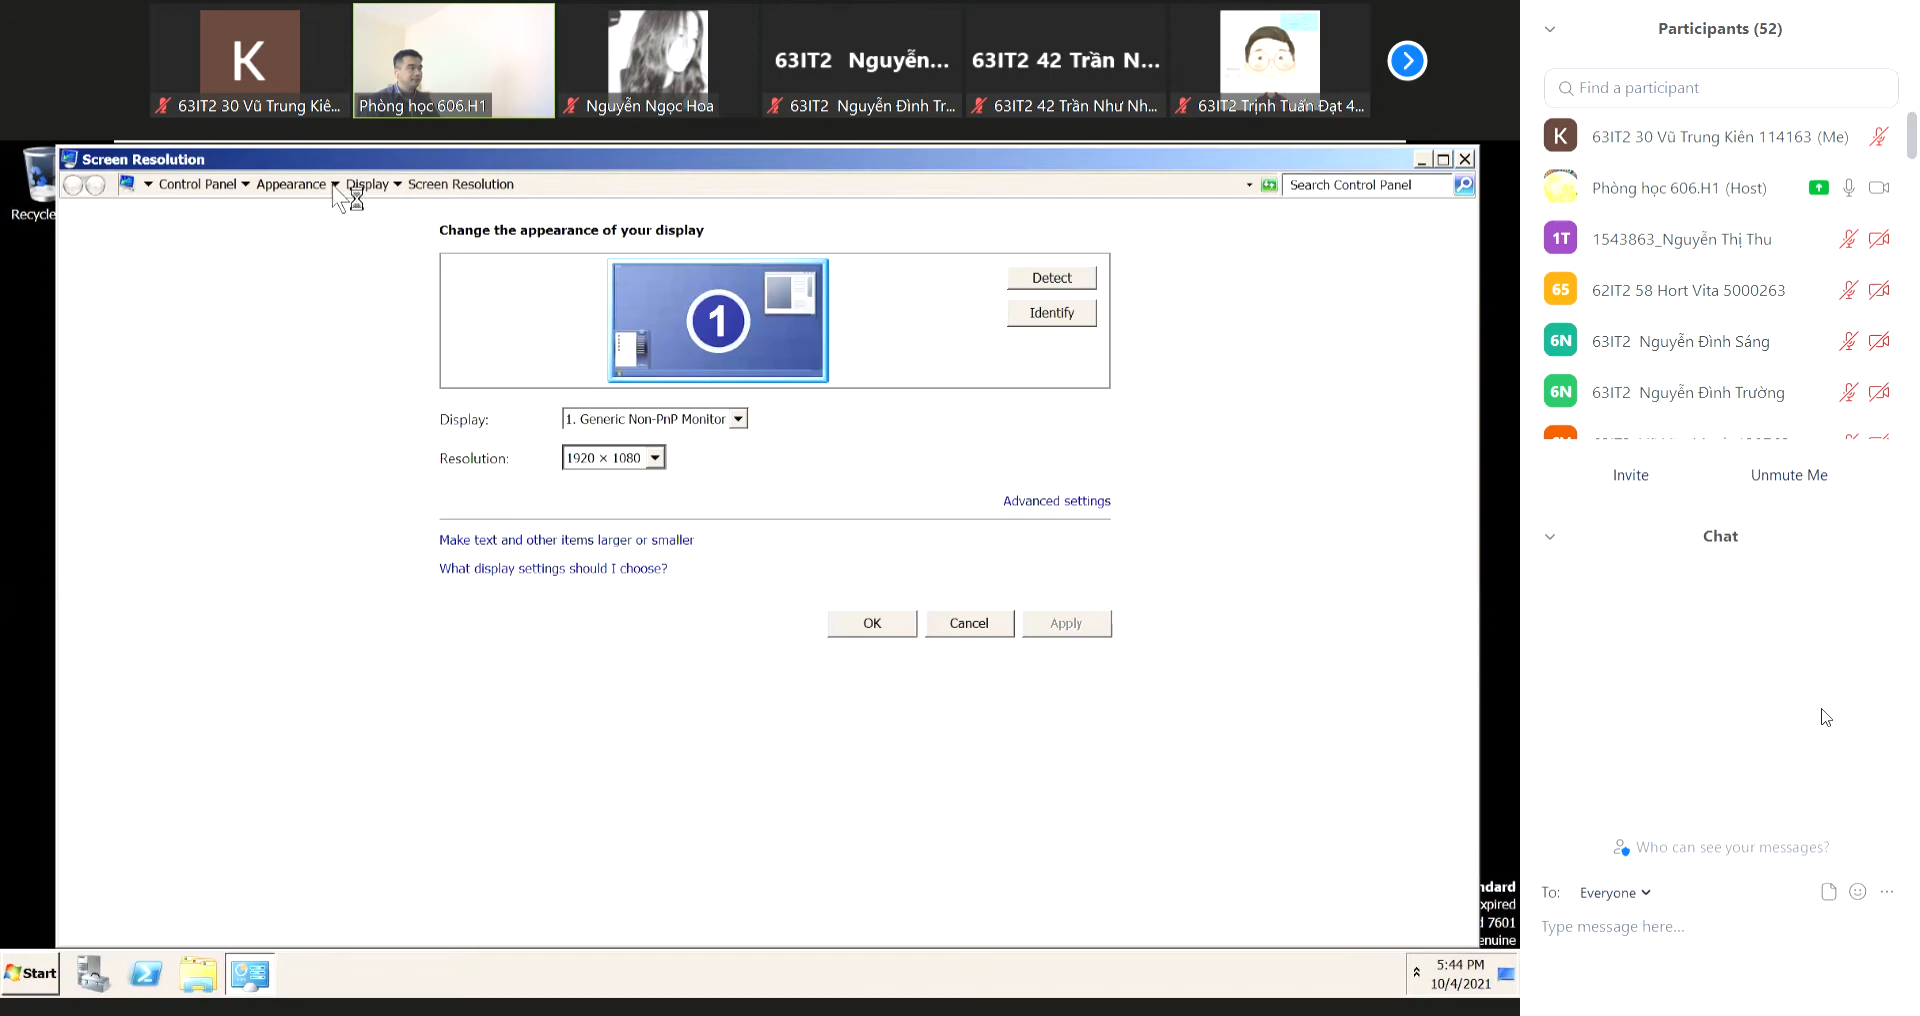 K
63IT2 30 Vũ Trung Kiê...
Phòng học 606.H1
Nguyễn Ngọc Hoa
63IT2 Nguyễn...
63IT2 Nguyễn Đình Tr...
63IT2 42 Trần N...
63IT2 42 Trần Như Nh...
63IT2 Trịnh Tuấn Đạt 4...
Recycle
Screen Resolution
Control Panel
Appearance
Display
Screen Resolution
Search Control Panel
Change the appearance of your display
1
Detect
Identify
Display:
1. Generic Non-PnP Monitor
Resolution:
1920 × 1080
Advanced settings
Make text and other items larger or smaller
What display settings should I choose?
OK
Cancel
Apply
ndard
xpired
d 7601
enuine
Start
5:44 PM
10/4/2021
Participants (52)
Find a participant
K
63IT2 30 Vũ Trung Kiên 114163 (Me)
Phòng học 606.H1 (Host)
1T
1543863_Nguyễn Thị Thu
65
62IT2 58 Hort Vita 5000263
6N
63IT2 Nguyễn Đình Sáng
6N
63IT2 Nguyễn Đình Trường
Invite
Unmute Me
Chat
Who can see your messages?
To:
Everyone
Type message here...